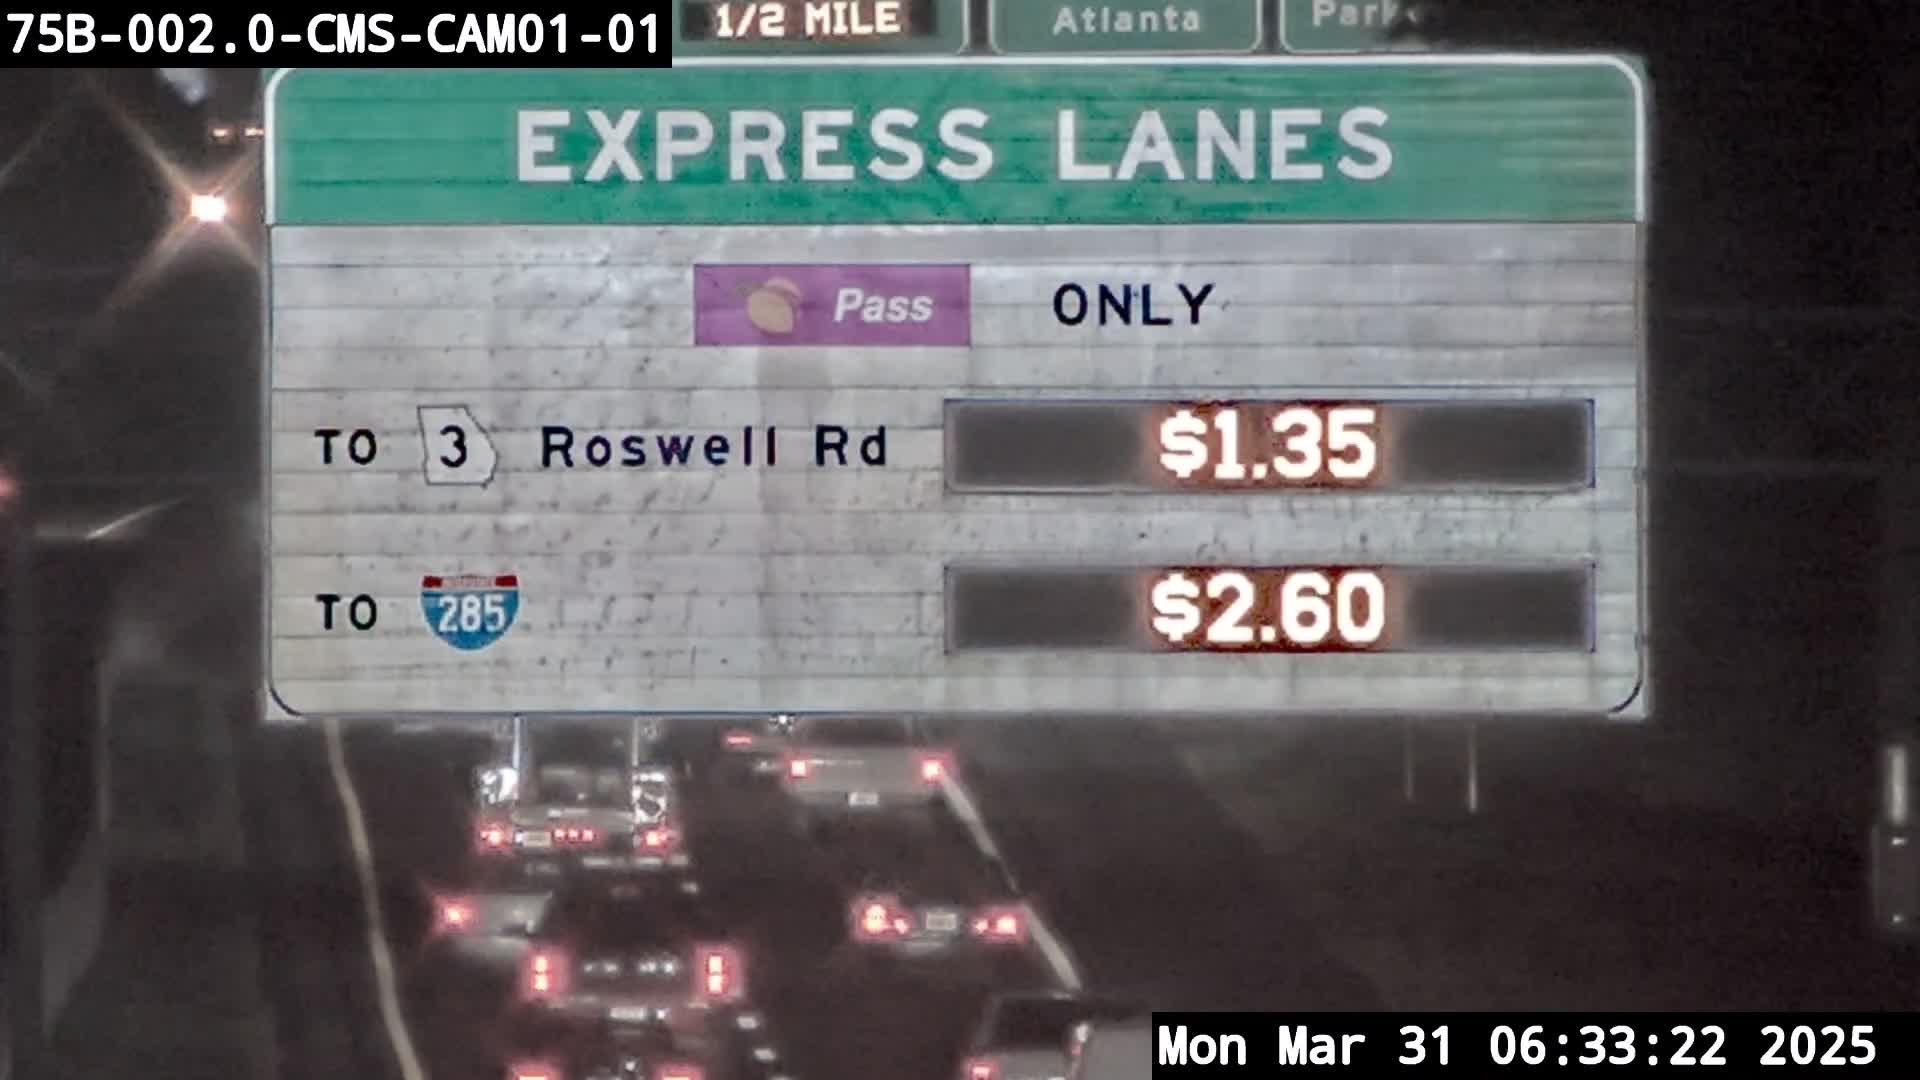 75B-002.0-CMS-CAM01-01
1/2 MILE
Atlanta
EXPRESS LANES
Pass ONLY
TO 3 Roswell Rd $1.35
TO 285 $2.60
Mon Mar 31 06:33:22 2025